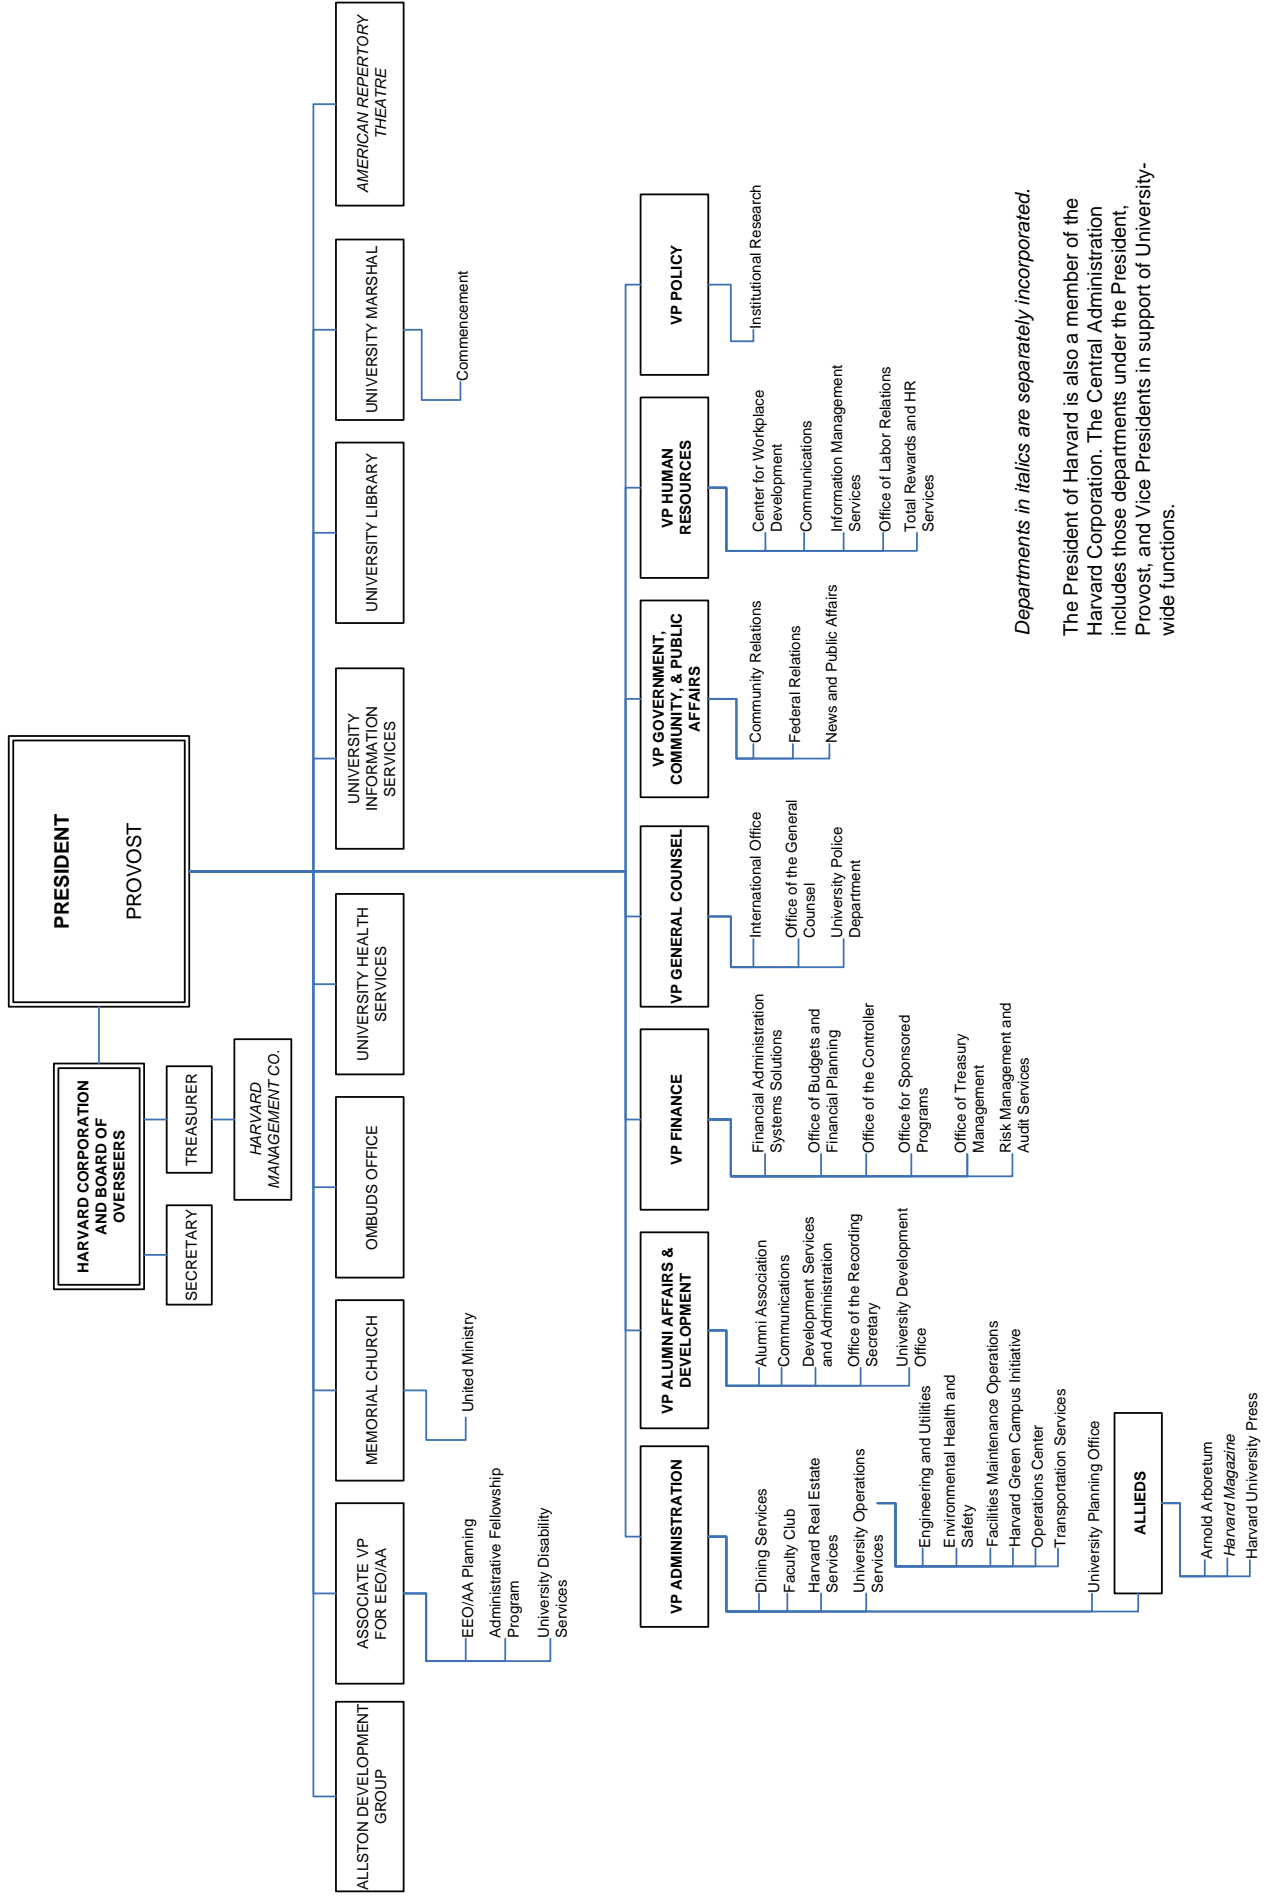 PRESIDENT
PROVOST
HARVARD CORPORATION
AND BOARD OF
OVERSEERS
SECRETARY
TREASURER
HARVARD
MANAGEMENT CO.
ALLSTON DEVELOPMENT
GROUP
ASSOCIATE VP
FOR EEO/AA
EEO/AA Planning
Administrative Fellowship
Program
University Disability
Services
MEMORIAL CHURCH
United Ministry
OMBUDS OFFICE
UNIVERSITY HEALTH
SERVICES
UNIVERSITY
INFORMATION
SERVICES
UNIVERSITY LIBRARY
UNIVERSITY MARSHAL
Commencement
AMERICAN REPERTORY
THEATRE
VP ADMINISTRATION
Dining Services
Faculty Club
Harvard Real Estate
Services
University Operations
Services
Engineering and Utilities
Environmental Health and
Safety
Facilities Maintenance Operations
Harvard Green Campus Initiative
Operations Center
Transportation Services
University Planning Office
ALLIEDS
Arnold Arboretum
Harvard Magazine
Harvard University Press
VP ALUMNI AFFAIRS &
DEVELOPMENT
Alumni Association
Communications
Development Services
and Administration
Office of the Recording
Secretary
University Development
Office
VP FINANCE
Financial Administration
Systems Solutions
Office of Budgets and
Financial Planning
Office of the Controller
Office for Sponsored
Programs
Office of Treasury
Management
Risk Management and
Audit Services
VP GENERAL COUNSEL
International Office
Office of the General
Counsel
University Police
Department
VP GOVERNMENT,
COMMUNITY, & PUBLIC
AFFAIRS
Community Relations
Federal Relations
News and Public Affairs
VP HUMAN
RESOURCES
Center for Workplace
Development
Communications
Information Management
Services
Office of Labor Relations
Total Rewards and HR
Services
VP POLICY
Institutional Research
Departments in italics are separately incorporated.
The President of Harvard is also a member of the
Harvard Corporation. The Central Administration
includes those departments under the President,
Provost, and Vice Presidents in support of University-
wide functions.